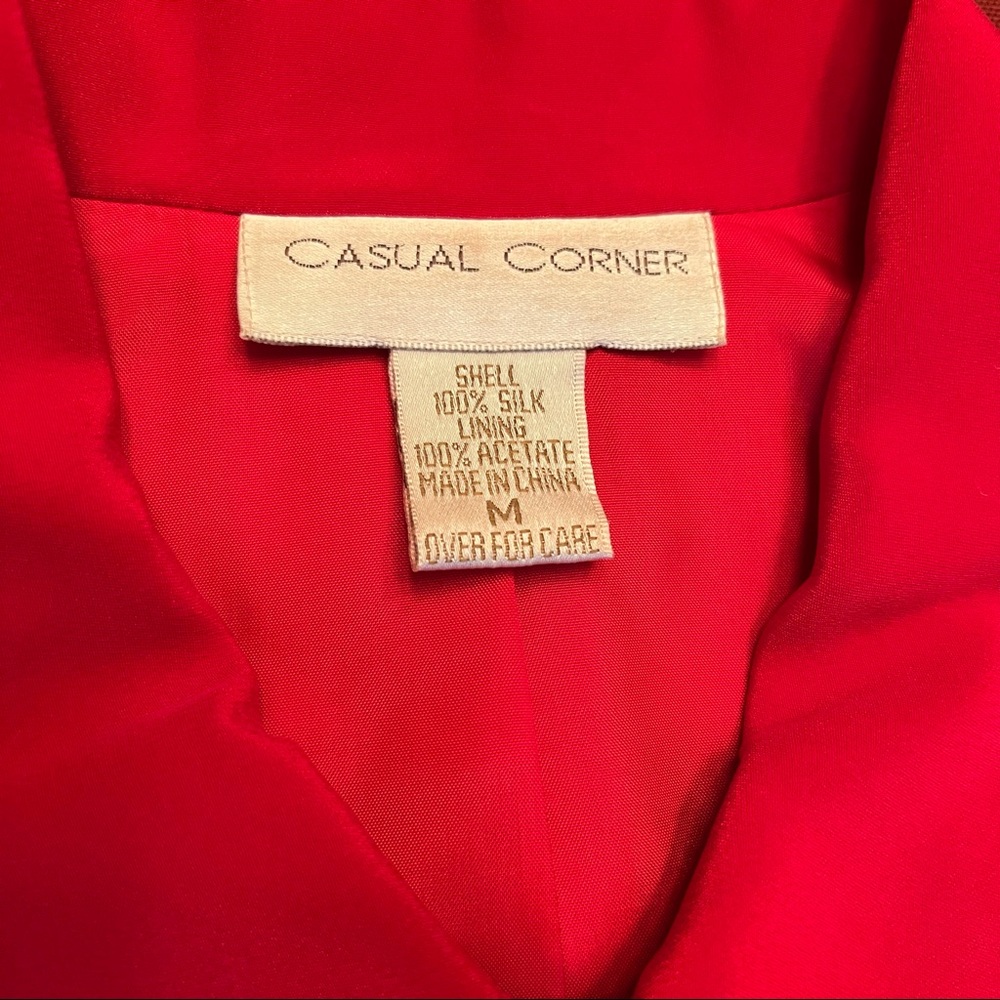 CASUAL CORNER
SHELL
100% SILK
LINING
100% ACETATE
MADE IN CHINA
M
OVER FOR CARE